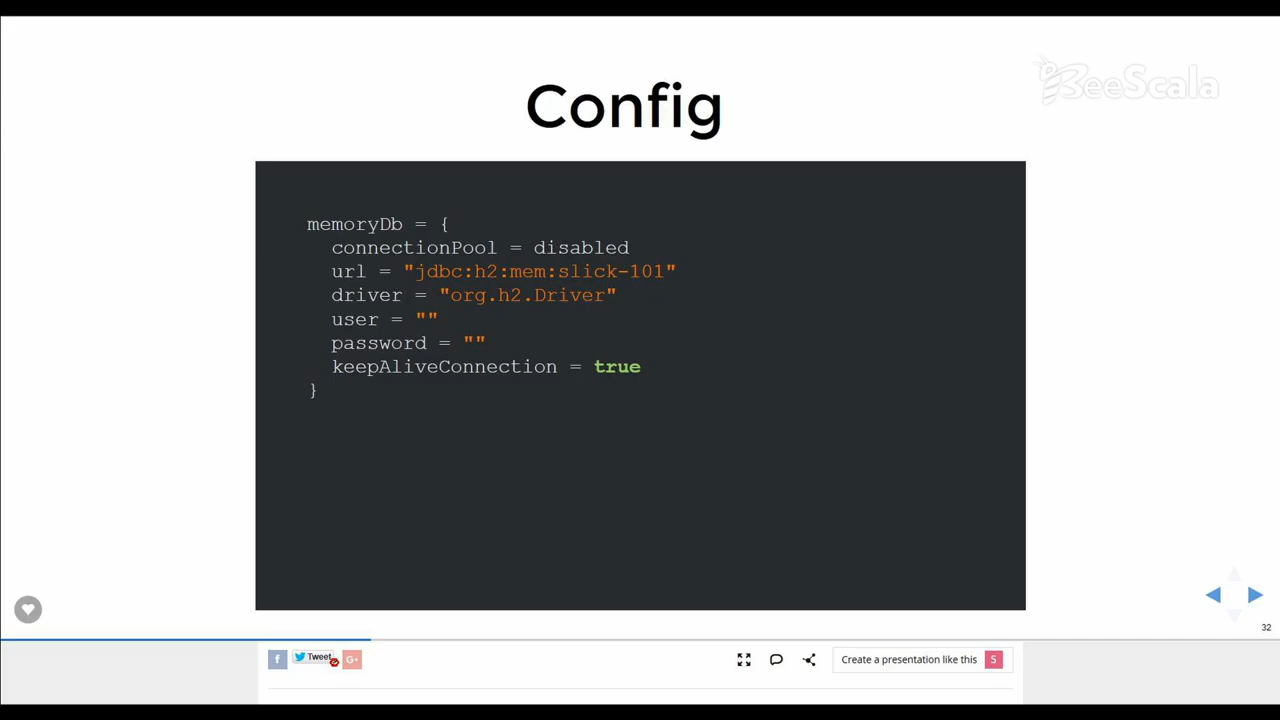 BeeScala
Config
memoryDb = {
connectionPool = disabled
url = "jdbc:h2:mem:slick-101"
driver = "org.h2.Driver"
user = ""
password = ""
keepAliveConnection = true
}
32
f
Tweet
G+
Create a presentation like this
S